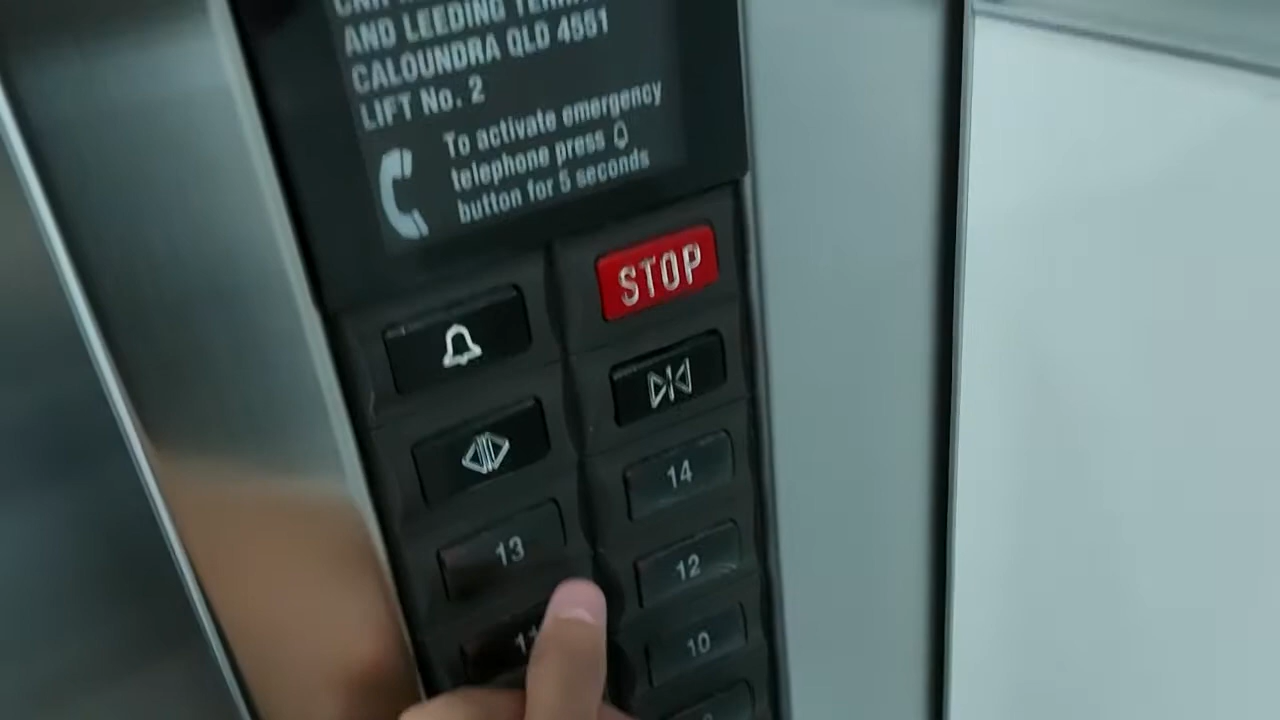 AND LEEDING
CALOUNDRA QLD 4551
LIFT No. 2
To activate emergency
telephone press
button for 5 seconds
STOP
14
13
12
10